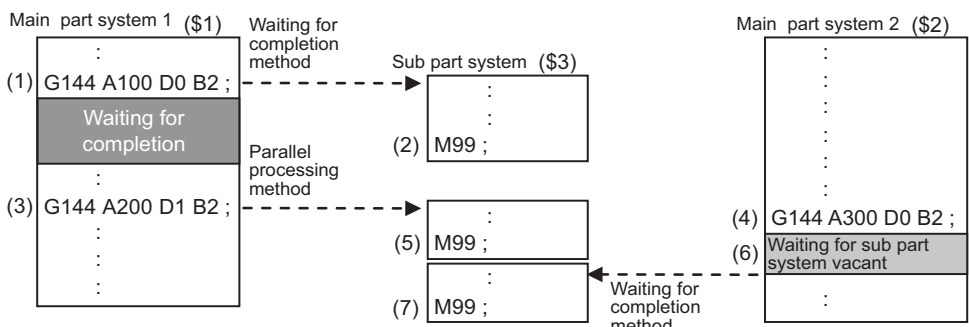 Main part system 1 ($1)
:
(1) G144 A100 D0 B2 ;
Waiting for
completion
:
(3) G144 A200 D1 B2 ;
:
:
:
Waiting for
completion
method
Parallel
processing
method
Sub part system ($3)
:
:
(2) M99 ;
:
(5) M99 ;
:
(7) M99 ;
Waiting for
completion
method
Main part system 2 ($2)
:
:
:
:
:
:
(4) G144 A300 D0 B2 ;
(6) Waiting for sub part
system vacant
: